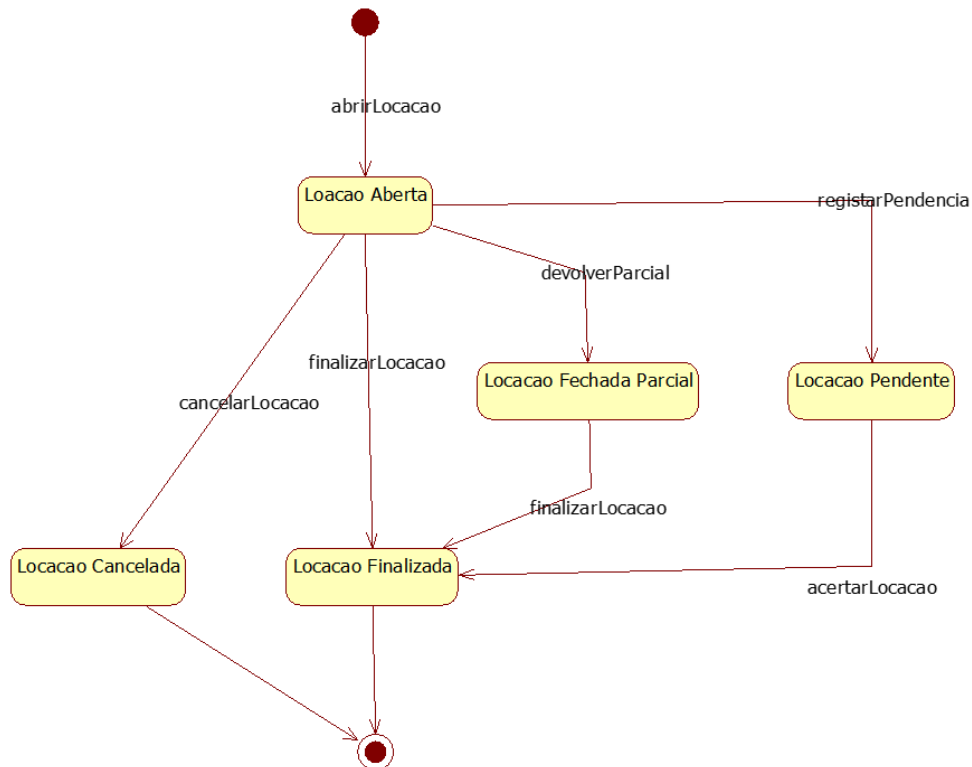 abrirLocacao
Loacao Aberta
registarPendencia
devolverParcial
finalizarLocacao
cancelarLocacao
Locacao Fechada Parcial
Locacao Pendente
finalizarLocacao
Locacao Cancelada
Locacao Finalizada
acertarLocacao